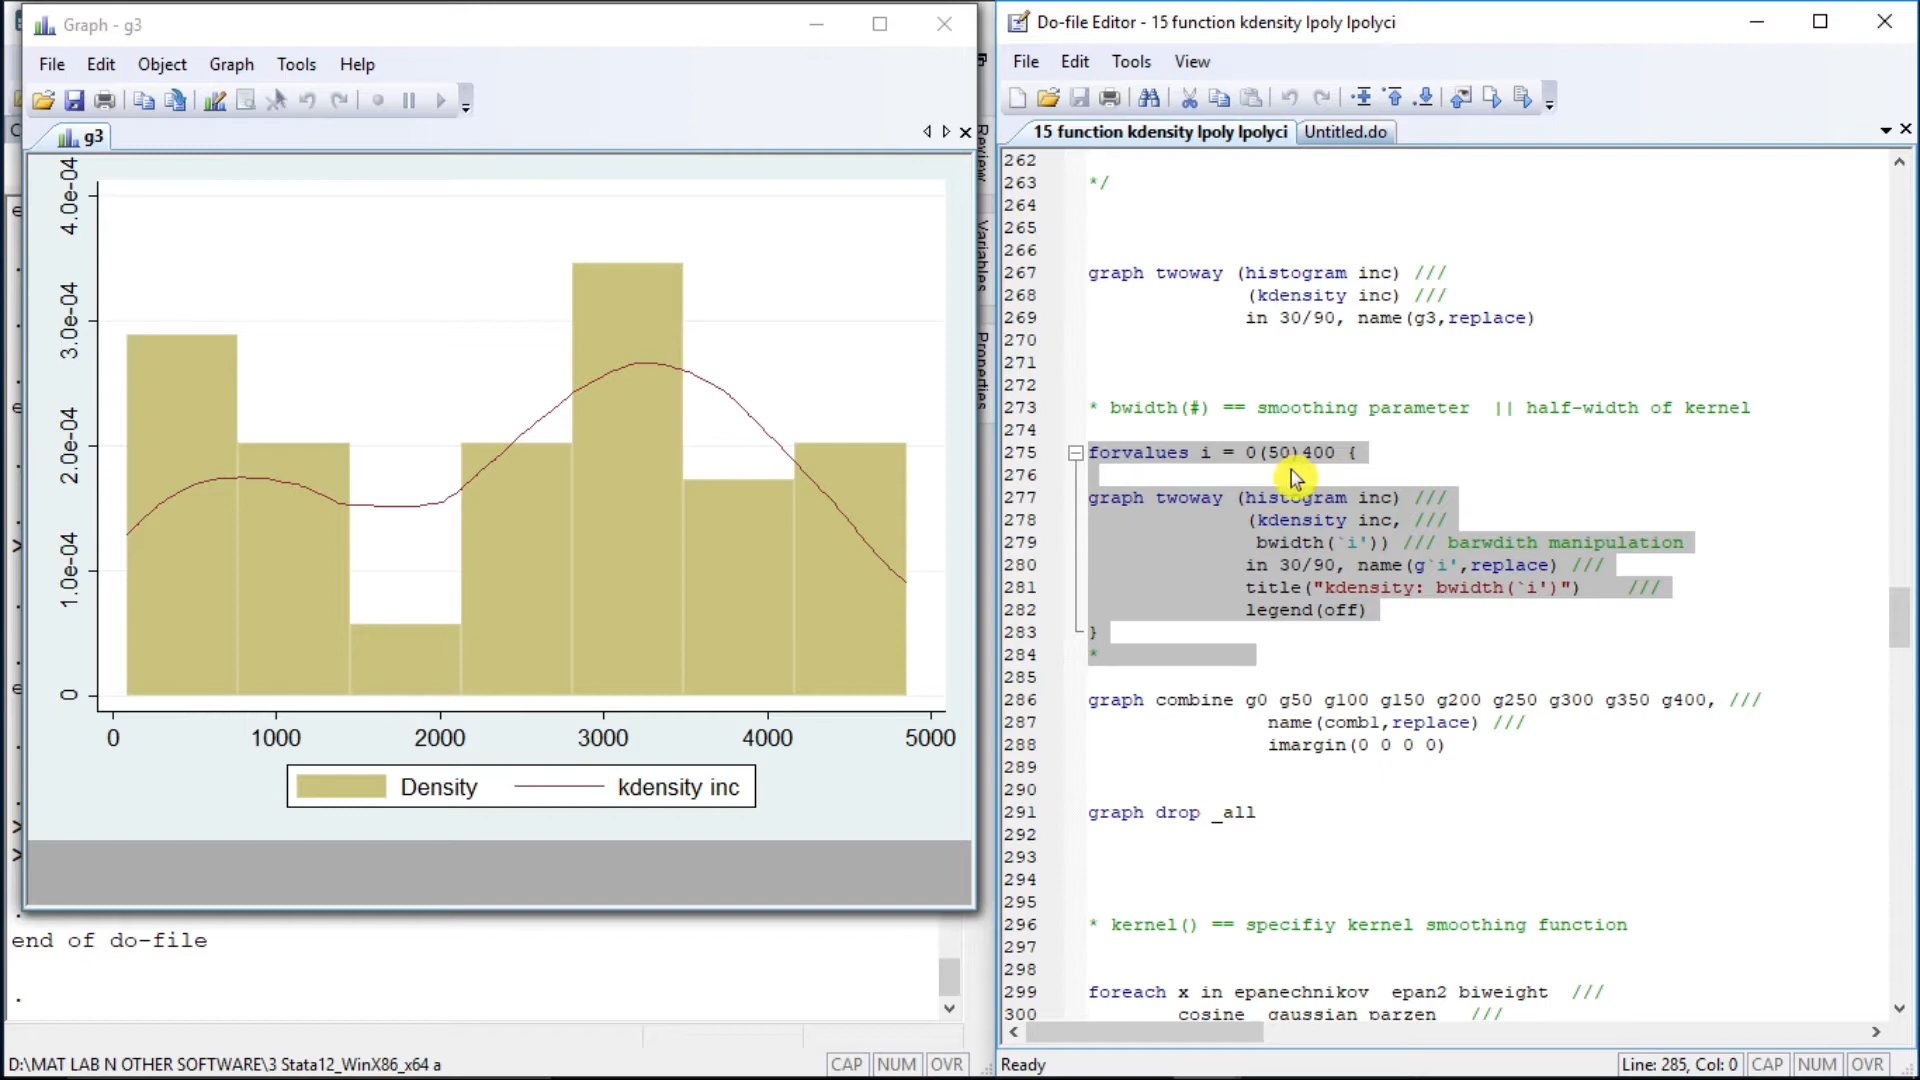 Graph - g3
File Edit Object Graph Tools Help
g3
4.0e-04
3.0e-04
2.0e-04
1.0e-04
0
0 1000 2000 3000 4000 5000
Density kdensity inc
Review
Variables
Properties
end of do-file
.
D:\MAT LAB N OTHER SOFTWARE\3 Stata12_WinX86_x64 a
CAP NUM OVR
Do-file Editor - 15 function kdensity lpoly lpolyci
File Edit Tools View
15 function kdensity lpoly lpolyci Untitled.do
262
263 */
264
265
266
267 graph twoway (histogram inc) ///
268 (kdensity inc) ///
269 in 30/90, name(g3,replace)
270
271
272
273 * bwidth(#) == smoothing parameter || half-width of kernel
274
275 forvalues i = 0(50)400 {
276
277 graph twoway (histogram inc) ///
278 (kdensity inc, ///
279 bwidth(`i')) /// barwdith manipulation
280 in 30/90, name(g`i',replace) ///
281 title("kdensity: bwidth(`i')") ///
282 legend(off)
283 }
284 *
285
286 graph combine g0 g50 g100 g150 g200 g250 g300 g350 g400, ///
287 name(comb1,replace) ///
288 imargin(0 0 0 0)
289
290
291 graph drop _all
292
293
294
295
296 * kernel() == specifiy kernel smoothing function
297
298
299 foreach x in epanechnikov epan2 biweight ///
300 cosine gaussian parzen ///
Ready
Line: 285, Col: 0 CAP NUM OVR